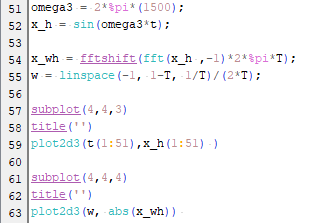 51 omega3 = 2*%pi*(1500);
52 x_h = sin(omega3*t);
53
54 x_wh = fftshift(fft(x_h ,-1)*2*%pi*T);
55 w = linspace(-1, 1-T, 1/T)/(2*T);
56
57 subplot(4,4,3)
58 title('')
59 plot2d3(t(1:51),x_h(1:51) )
60
61 subplot(4,4,4)
62 title('')
63 plot2d3(w, abs(x_wh))